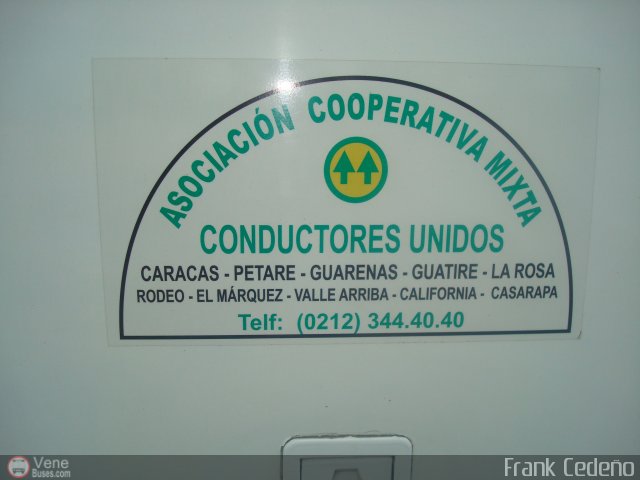 ASOCIACIÓN COOPERATIVA MIXTA
CONDUCTORES UNIDOS
CARACAS - PETARE - GUARENAS - GUATIRE - LA ROSA
RODEO - EL MÁRQUEZ - VALLE ARRIBA - CALIFORNIA - CASARAPA
Telf: (0212) 344.40.40
Vene
Buses.com
Frank Cedeño